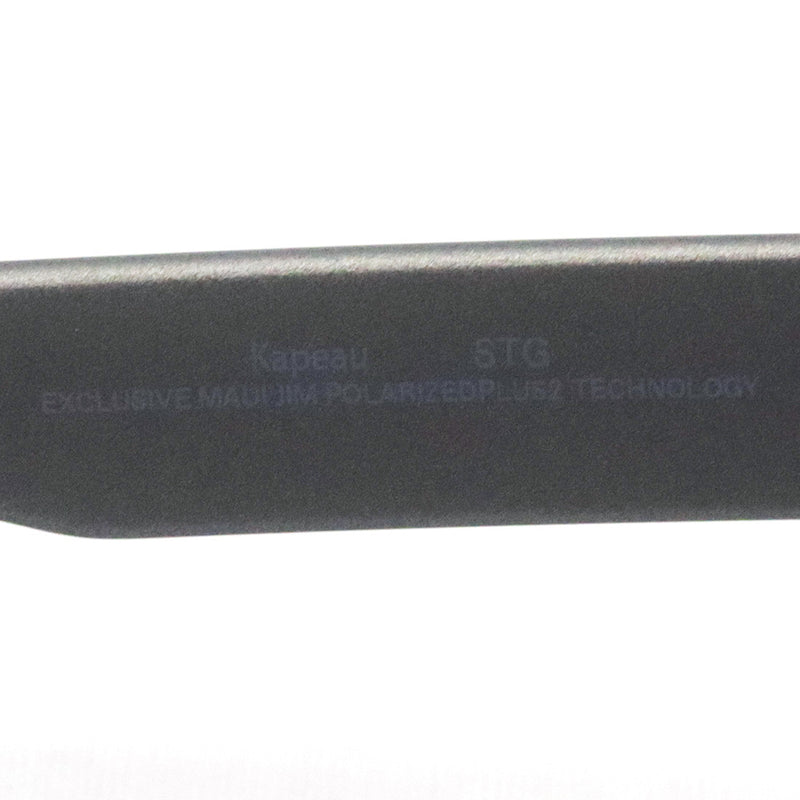 Kapeau STG
EXCLUSIVE MAUI JIM POLARIZEDPLUS2 TECHNOLOGY